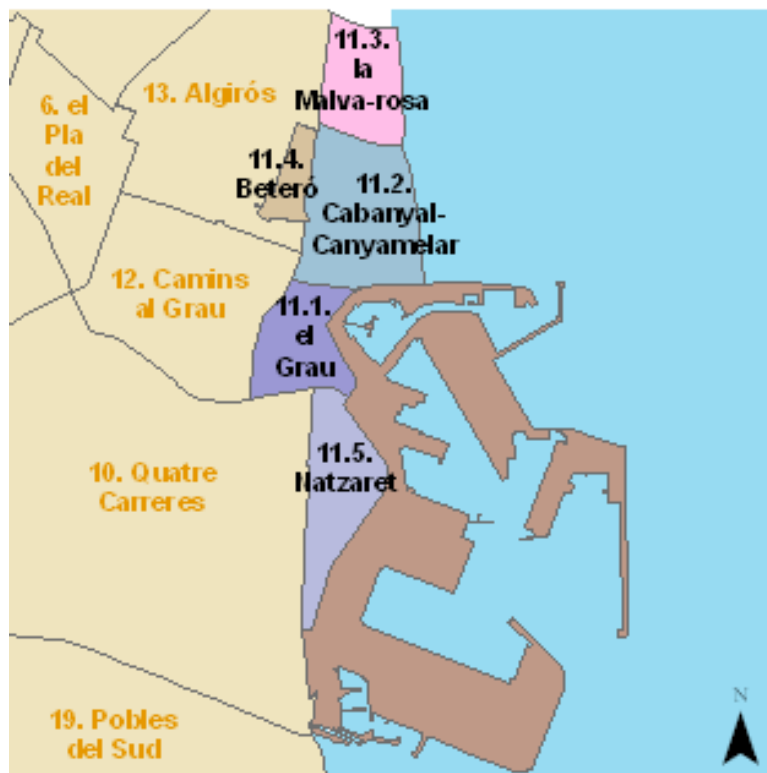 11.3.
la
Malva-rosa
13. Algirós
6. el
Pla
del
Real
11.4.
Beteró
11.2.
Cabanyal-
Canyamelar
12. Camins
al Grau
11.1.
el
Grau
11.5.
Natzaret
10. Quatre
Carreres
19. Pobles
del Sud
N